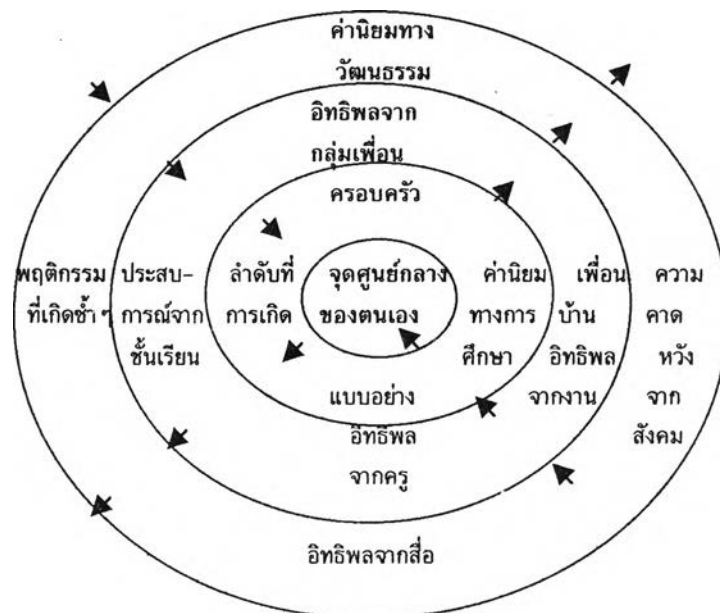 ค่านิยมทาง
วัฒนธรรม
อิทธิพลจาก
กลุ่มเพื่อน
ครอบครัว
พฤติกรรม ประสบ- ลำดับที่ จุดศูนย์กลาง ค่านิยม เพื่อน ความ
ที่เกิดซ้ำๆ การณ์จาก การเกิด ของตนเอง ทางการ บ้าน คาด
ชั้นเรียน ศึกษา อิทธิพล หวัง
แบบอย่าง จากงาน จาก
อิทธิพล สังคม
จากครู
อิทธิพลจากสื่อ